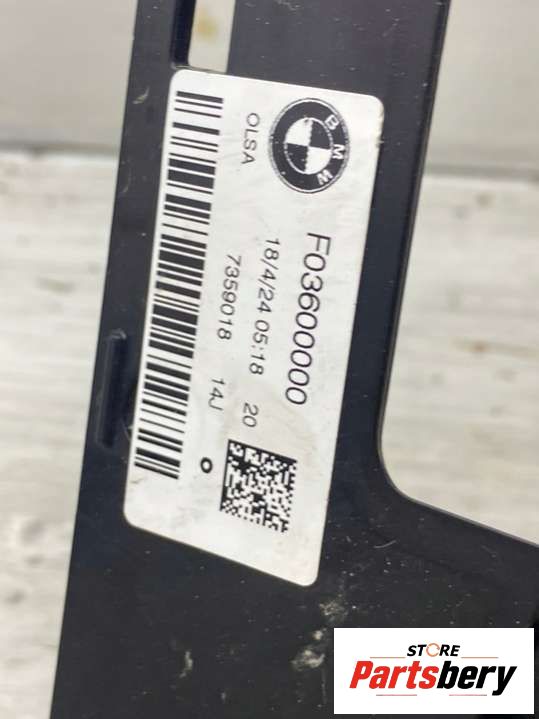 BMW
OLSA
F03600000
18/4/24 05:18 20
7359018 14J
STORE
Partsbery